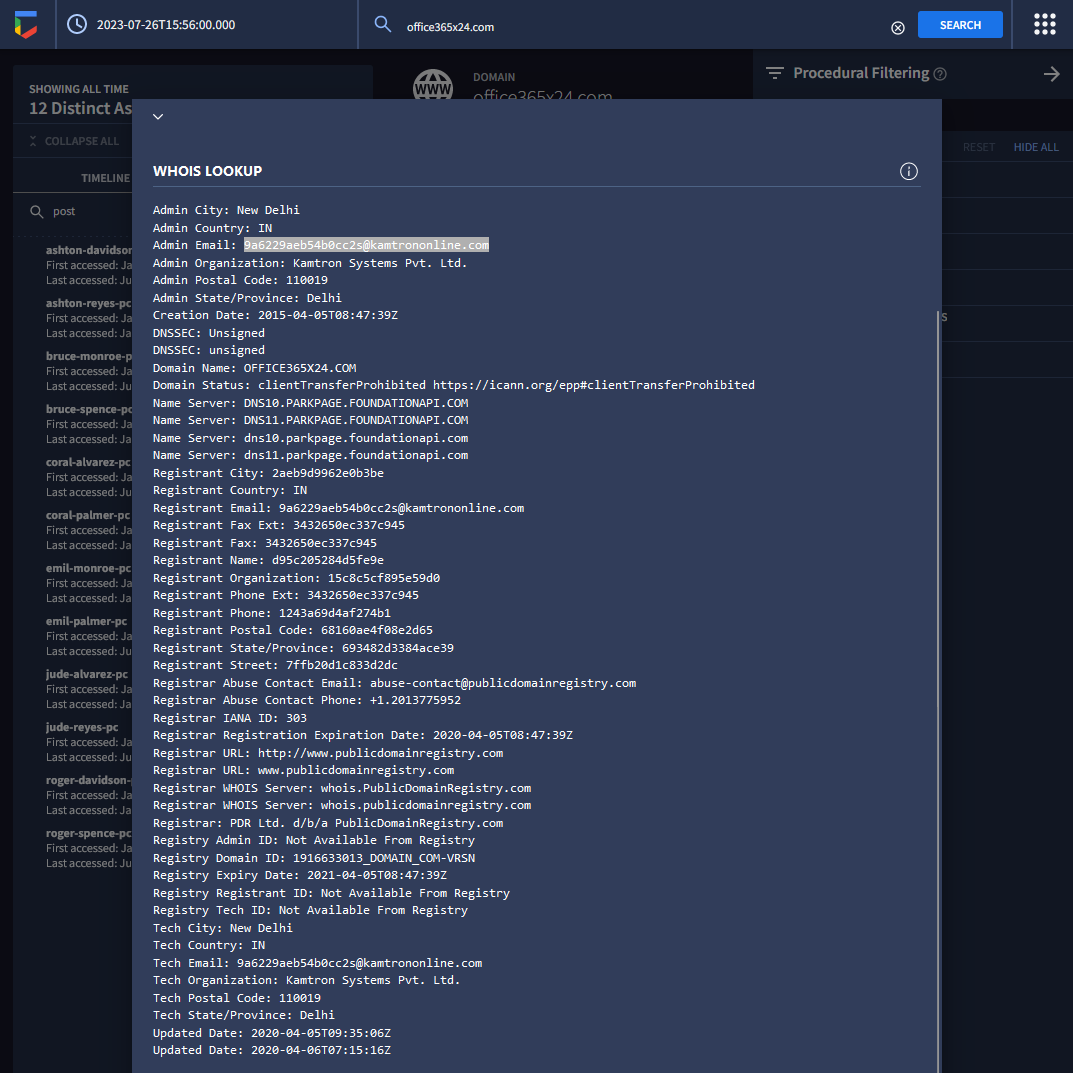 2023-07-26T15:56:00.000
office365x24.com
SEARCH
SHOWING ALL TIME
12 Distinct As
COLLAPSE ALL
TIMELINE
post
ashton-davidson
First accessed: Ja
Last accessed: Ja
ashton-reyes-pc
First accessed: Ja
Last accessed: Ja
bruce-monroe-p
First accessed: Ja
Last accessed: Ja
bruce-spence-pc
First accessed: Ja
Last accessed: Ja
coral-alvarez-pc
First accessed: Ja
Last accessed: Ju
coral-palmer-pc
First accessed: Ja
Last accessed: Ja
emil-monroe-pc
First accessed: Ja
Last accessed: Ja
emil-palmer-pc
First accessed: Ja
Last accessed: Ju
jude-alvarez-pc
First accessed: Ja
Last accessed: Ja
jude-reyes-pc
First accessed: Ja
Last accessed: Ju
roger-davidson-
First accessed: Ja
Last accessed: Ja
roger-spence-pc
First accessed: Ja
Last accessed: Ju
WWW
DOMAIN
office365x24.com
Procedural Filtering
RESET
HIDE ALL
s
WHOIS LOOKUP
Admin City: New Delhi
Admin Country: IN
Admin Email: 9a6229aeb54b0cc2s@kamtrononline.com
Admin Organization: Kamtron Systems Pvt. Ltd.
Admin Postal Code: 110019
Admin State/Province: Delhi
Creation Date: 2015-04-05T08:47:39Z
DNSSEC: Unsigned
DNSSEC: unsigned
Domain Name: OFFICE365X24.COM
Domain Status: clientTransferProhibited https://icann.org/epp#clientTransferProhibited
Name Server: DNS10.PARKPAGE.FOUNDATIONAPI.COM
Name Server: DNS11.PARKPAGE.FOUNDATIONAPI.COM
Name Server: dns10.parkpage.foundationapi.com
Name Server: dns11.parkpage.foundationapi.com
Registrant City: 2aeb9d9962e0b3be
Registrant Country: IN
Registrant Email: 9a6229aeb54b0cc2s@kamtrononline.com
Registrant Fax Ext: 3432650ec337c945
Registrant Fax: 3432650ec337c945
Registrant Name: d95c205284d5fe9e
Registrant Organization: 15c8c5cf895e59d0
Registrant Phone Ext: 3432650ec337c945
Registrant Phone: 1243a69d4af274b1
Registrant Postal Code: 68160ae4f08e2d65
Registrant State/Province: 693482d3384ace39
Registrant Street: 7ffb20d1c833d2dc
Registrar Abuse Contact Email: abuse-contact@publicdomainregistry.com
Registrar Abuse Contact Phone: +1.2013775952
Registrar IANA ID: 303
Registrar Registration Expiration Date: 2020-04-05T08:47:39Z
Registrar URL: http://www.publicdomainregistry.com
Registrar URL: www.publicdomainregistry.com
Registrar WHOIS Server: whois.PublicDomainRegistry.com
Registrar WHOIS Server: whois.publicdomainregistry.com
Registrar: PDR Ltd. d/b/a PublicDomainRegistry.com
Registry Admin ID: Not Available From Registry
Registry Domain ID: 1916633013_DOMAIN_COM-VRSN
Registry Expiry Date: 2021-04-05T08:47:39Z
Registry Registrant ID: Not Available From Registry
Registry Tech ID: Not Available From Registry
Tech City: New Delhi
Tech Country: IN
Tech Email: 9a6229aeb54b0cc2s@kamtrononline.com
Tech Organization: Kamtron Systems Pvt. Ltd.
Tech Postal Code: 110019
Tech State/Province: Delhi
Updated Date: 2020-04-05T09:35:06Z
Updated Date: 2020-04-06T07:15:16Z